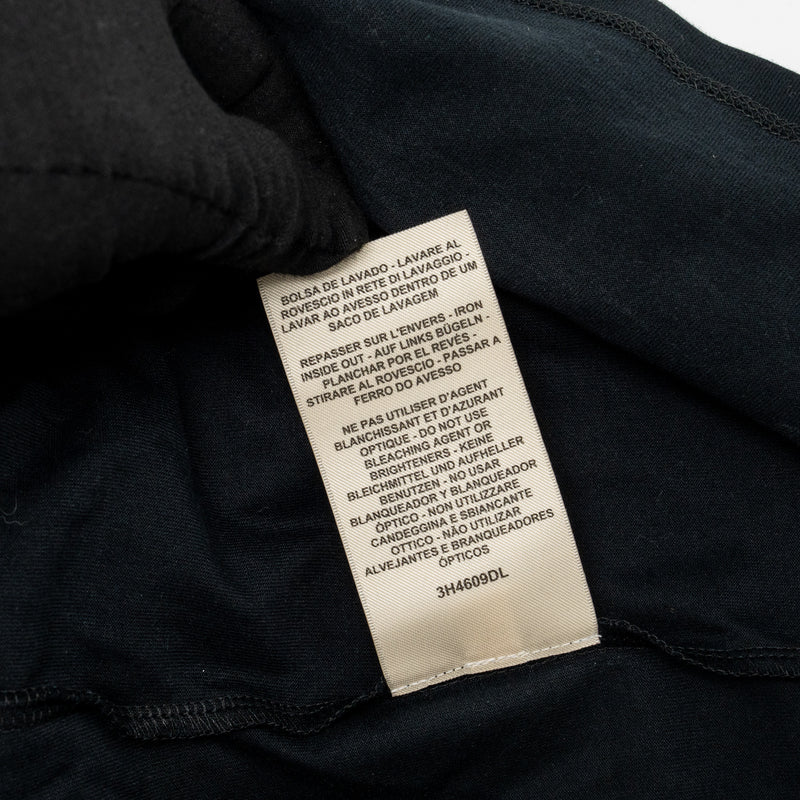 BOLSA DE LAVADO - LAVARE AL
ROVESCIO IN RETE DI LAVAGGIO -
LAVAR AO AVESSO DENTRO DE UM
SACO DE LAVAGEM
REPASSER SUR L'ENVERS - IRON
INSIDE OUT - AUF LINKS BÜGELN -
PLANCHAR POR EL REVÉS -
STIRARE AL ROVESCIO - PASSAR A
FERRO DO AVESSO
NE PAS UTILISER D'AGENT
BLANCHISSANT ET D'AZURANT
OPTIQUE - DO NOT USE
BLEACHING AGENT OR
BRIGHTENERS - KEINE
BLEICHMITTEL UND AUFHELLER
BENUTZEN - NO USAR
BLANQUEADOR Y BLANQUEADOR
ÓPTICO - NON UTILIZZARE
CANDEGGINA E SBIANCANTE
OTTICO - NÃO UTILIZAR
ALVEJANTES E BRANQUEADORES
ÓPTICOS
3H4609DL